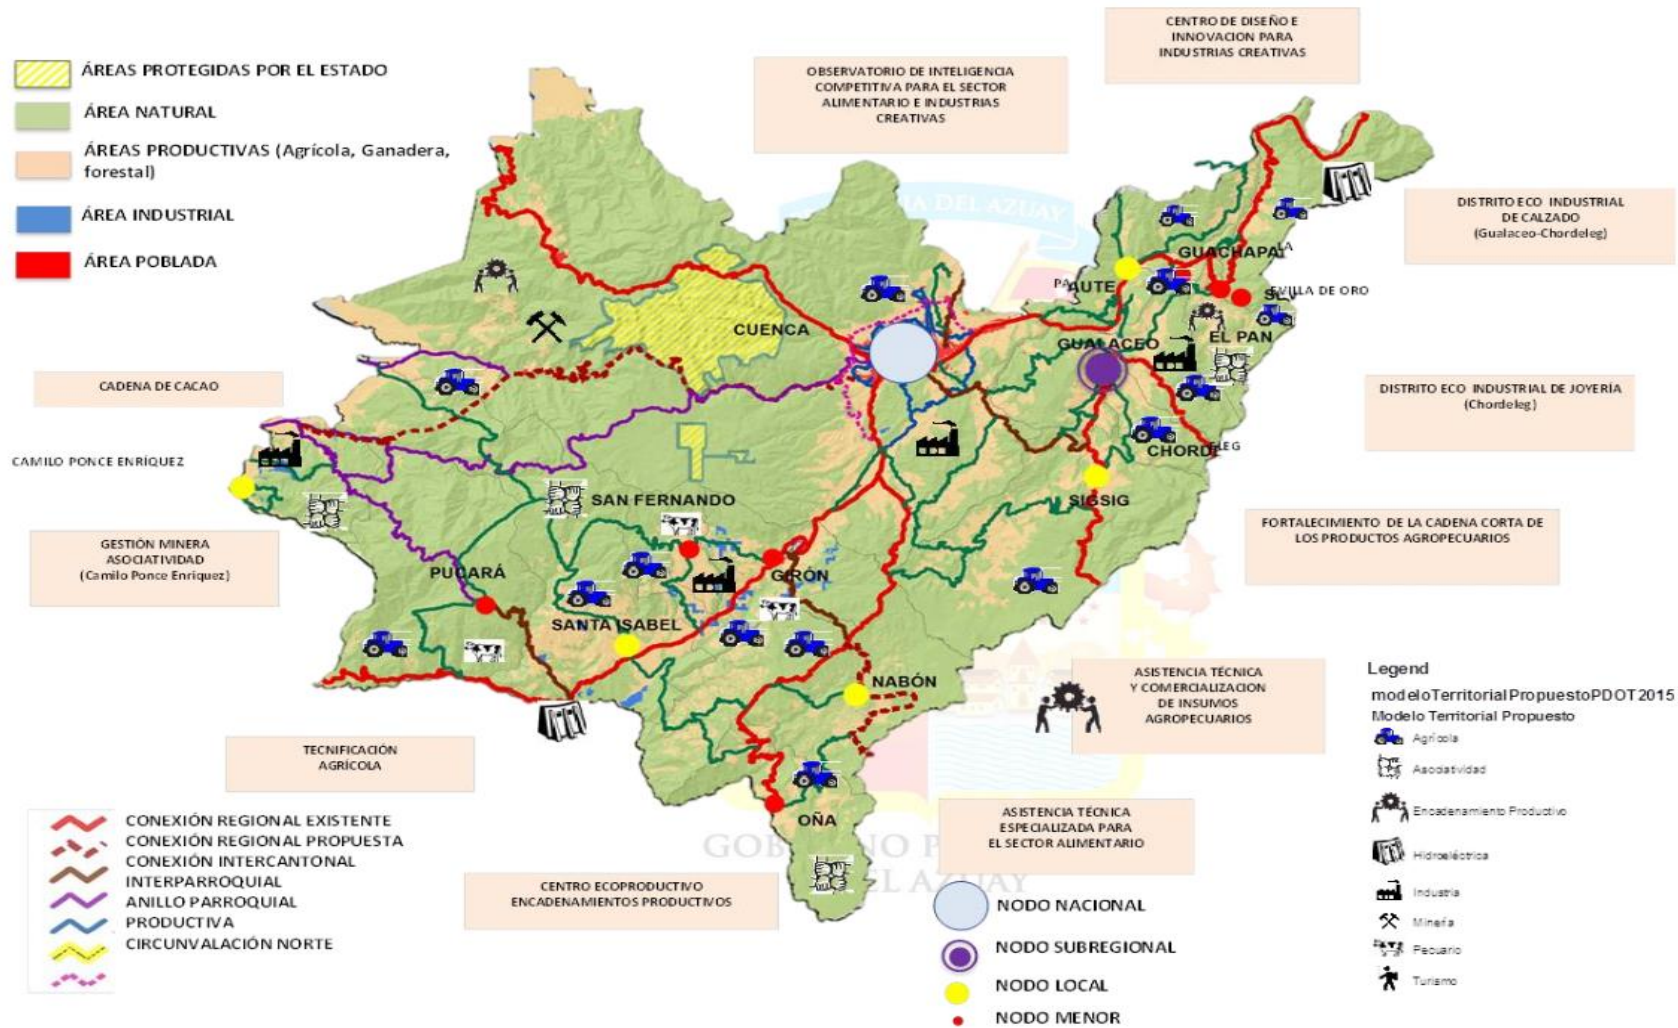 CENTRO DE DISEÑO E
INNOVACION PARA
INDUSTRIAS CREATIVAS
OBSERVATORIO DE INTELIGENCIA
COMPETITIVA PARA EL SECTOR
ALIMENTARIO E INDUSTRIAS
CREATIVAS
ÁREAS PROTEGIDAS POR EL ESTADO
ÁREA NATURAL
ÁREAS PRODUCTIVAS (Agrícola, Ganadera,
forestal)
ÁREA INDUSTRIAL
ÁREA POBLADA
DISTRITO ECO INDUSTRIAL
DE CALZADO
(Gualaceo-Chordeleg)
DEL AZUAY
GUACHAPALA
PAUTE
SEVILLA DE ORO
CUENCA
GUALACEO
EL PAN
CADENA DE CACAO
DISTRITO ECO INDUSTRIAL DE JOYERÍA
(Chordeleg)
CHORDELEG
CAMILO PONCE ENRÍQUEZ
SAN FERNANDO
SIGSIG
FORTALECIMIENTO DE LA CADENA CORTA DE
LOS PRODUCTOS AGROPECUARIOS
GESTIÓN MINERA
ASOCIATIVIDAD
(Camilo Ponce Enriquez)
PUCARÁ
GIRÓN
SANTA ISABEL
NABÓN
ASISTENCIA TÉCNICA
Y COMERCIALIZACION
DE INSUMOS
AGROPECUARIOS
Legend
modeloTerritorialPropuestoPDOT2015
Modelo Territorial Propuesto
Agrícola
Asociatividad
Encadenamiento Productivo
Hidroeléctrica
Industria
Minería
Pecuario
Turismo
TECNIFICACIÓN
AGRÍCOLA
OÑA
ASISTENCIA TÉCNICA
ESPECIALIZADA PARA
EL SECTOR ALIMENTARIO
CONEXIÓN REGIONAL EXISTENTE
CONEXIÓN REGIONAL PROPUESTA
CONEXIÓN INTERCANTONAL
INTERPARROQUIAL
ANILLO PARROQUIAL
PRODUCTIVA
CIRCUNVALACIÓN NORTE
CENTRO ECOPRODUCTIVO
ENCADENAMIENTOS PRODUCTIVOS
EL AZUAY
NODO NACIONAL
NODO SUBREGIONAL
NODO LOCAL
NODO MENOR